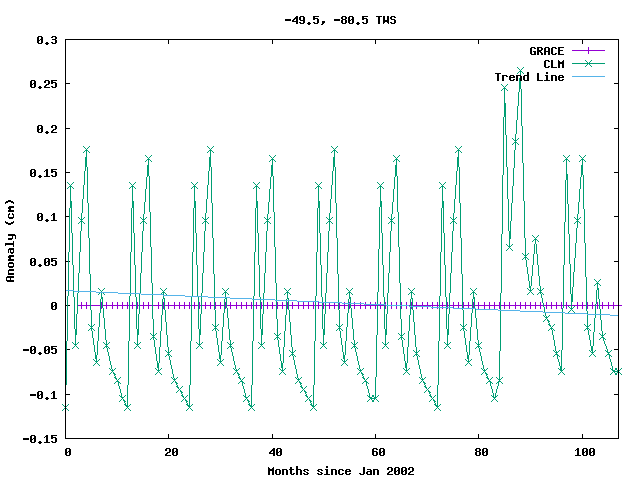 -49.5, -80.5 TWS
GRACE
CLM
Trend Line
0.3
0.25
0.2
0.15
0.1
0.05
0
-0.05
-0.1
-0.15
Anomaly (cm)
0 20 40 60 80 100
Months since Jan 2002